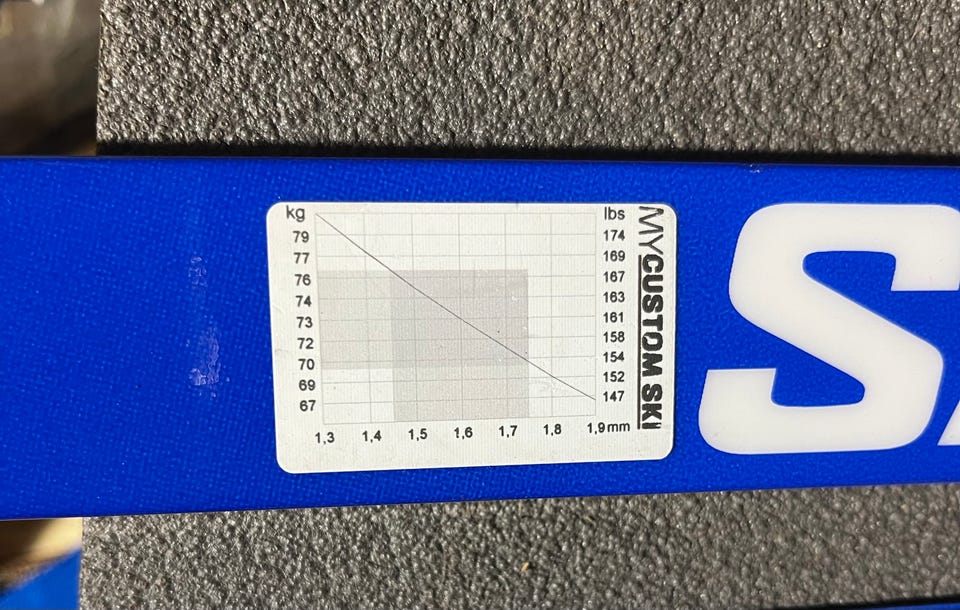 kg lbs
79 174
77 169
76 167
74 163
73 161
72 158
70 154
69 152
67 147
1,3 1,4 1,5 1,6 1,7 1,8 1,9mm
MYCUSTOM SKI
S